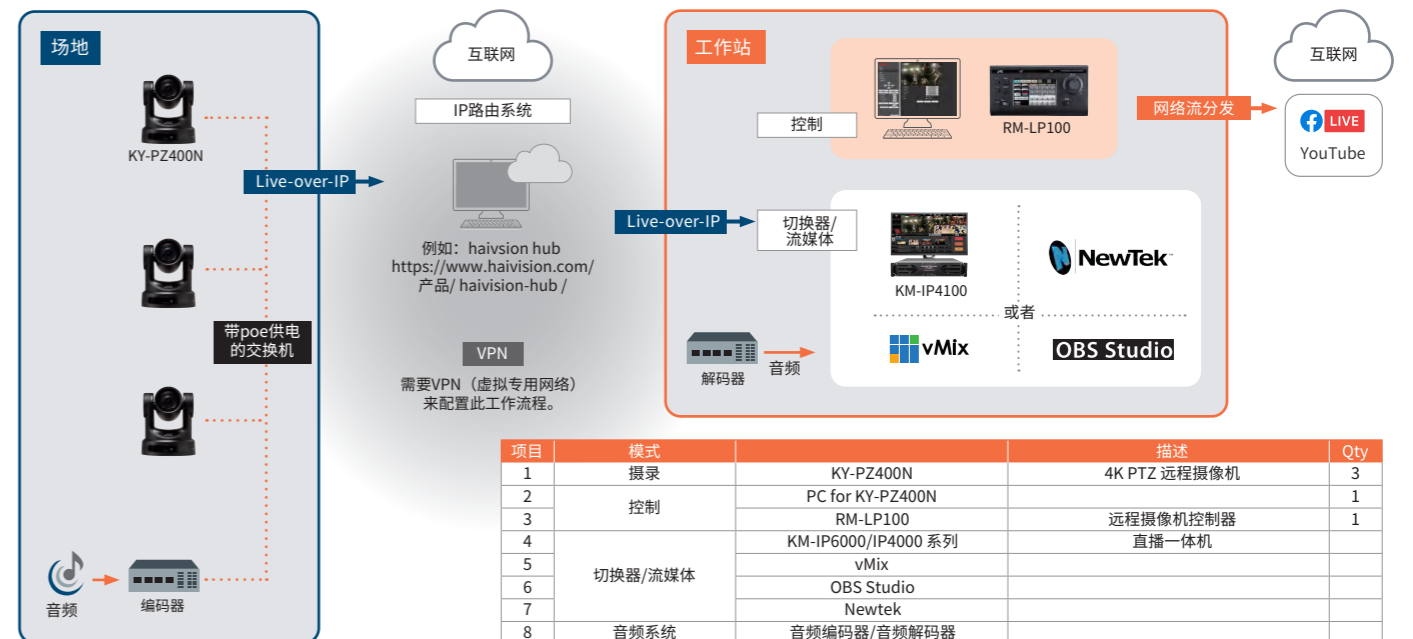 场地
KY-PZ400N
Live-over-IP
带poe供电
的交换机
音频
编码器
互联网
IP路由系统
例如：haivsion hub
https://www.haivision.com/
产品/ haivision-hub /
VPN
需要VPN（虚拟专用网络）
来配置此工作流程。
工作站
控制
RM-LP100
Live-over-IP
切换器/
流媒体
KM-IP4100
NewTek
或者
vMix
OBS Studio
解码器
音频
网络流分发
互联网
LIVE
YouTube
项目 模式 描述 Qty
1 摄录 KY-PZ400N 4K PTZ 远程摄像机 3
2 控制 PC for KY-PZ400N 1
3 RM-LP100 远程摄像机控制器 1
4 切换器/流媒体 KM-IP6000/IP4000 系列 直播一体机
5 vMix
6 OBS Studio
7 Newtek
8 音频系统 音频编码器/音频解码器